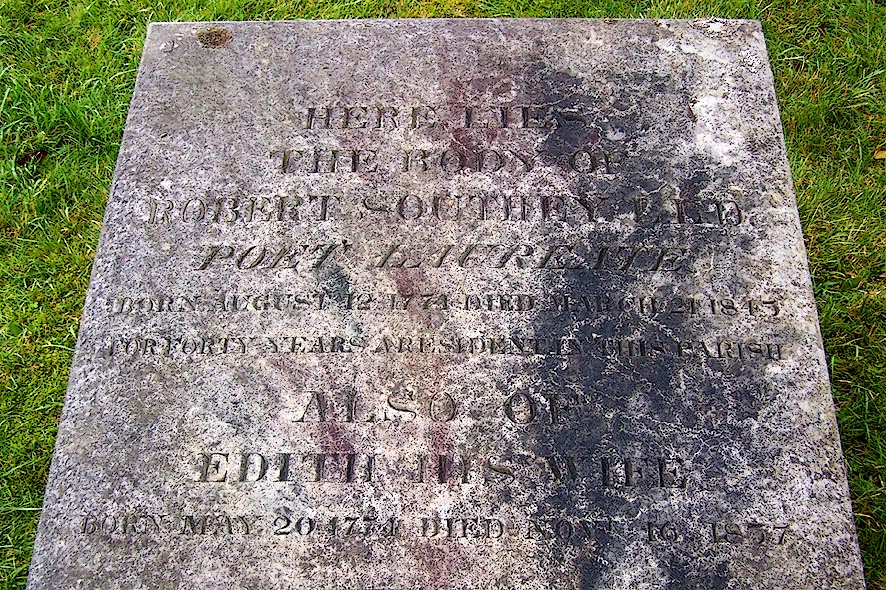 HERE LIES
THE BODY OF
ROBERT SOUTHEY L.L.D.
POET LAUREATE
BORN AUGUST 12. 1774 DIED MARCH 21. 1843
FOR FORTY YEARS A RESIDENT IN THIS PARISH
ALSO OF
EDITH HIS WIFE
BORN MAY. 20 1774 DIED NOV. 16. 1837